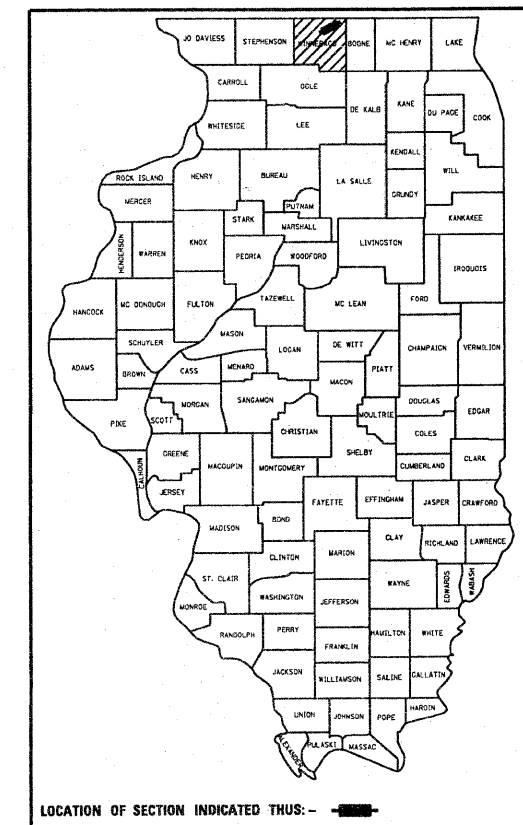 JO DAVIESS STEPHENSON WINNEBAGO BOONE MC HENRY LAKE
CARROLL OGLE DE KALB KANE DU PAGE COOK
WHITESIDE LEE
KENDALL WILL
ROCK ISLAND HENRY BUREAU LA SALLE GRUNDY
MERCER PUTNAM KANKAKEE
STARK MARSHALL
HENDERSON WARREN KNOX PEORIA WOODFORD LIVINGSTON IROQUOIS
HANCOCK MC DONOUGH FULTON TAZEWELL MC LEAN FORD
MASON
SCHUYLER LOGAN DE WITT CHAMPAIGN VERMILION
ADAMS BROWN CASS MENARD MACON PIATT
MORGAN SANGAMON DOUGLAS EDGAR
PIKE SCOTT CHRISTIAN MOULTRIE COLES
GREENE MACOUPIN MONTGOMERY SHELBY CUMBERLAND CLARK
CALHOUN JERSEY FAYETTE EFFINGHAM JASPER CRAWFORD
MADISON BOND
CLINTON MARION CLAY RICHLAND LAWRENCE
ST. CLAIR WASHINGTON WAYNE EDWARDS WABASH
MONROE JEFFERSON
RANDOLPH PERRY FRANKLIN HAMILTON WHITE
JACKSON WILLIAMSON SALINE GALLATIN
UNION JOHNSON POPE HARDIN
ALEXANDER PULASKI MASSAC
LOCATION OF SECTION INDICATED THUS: -